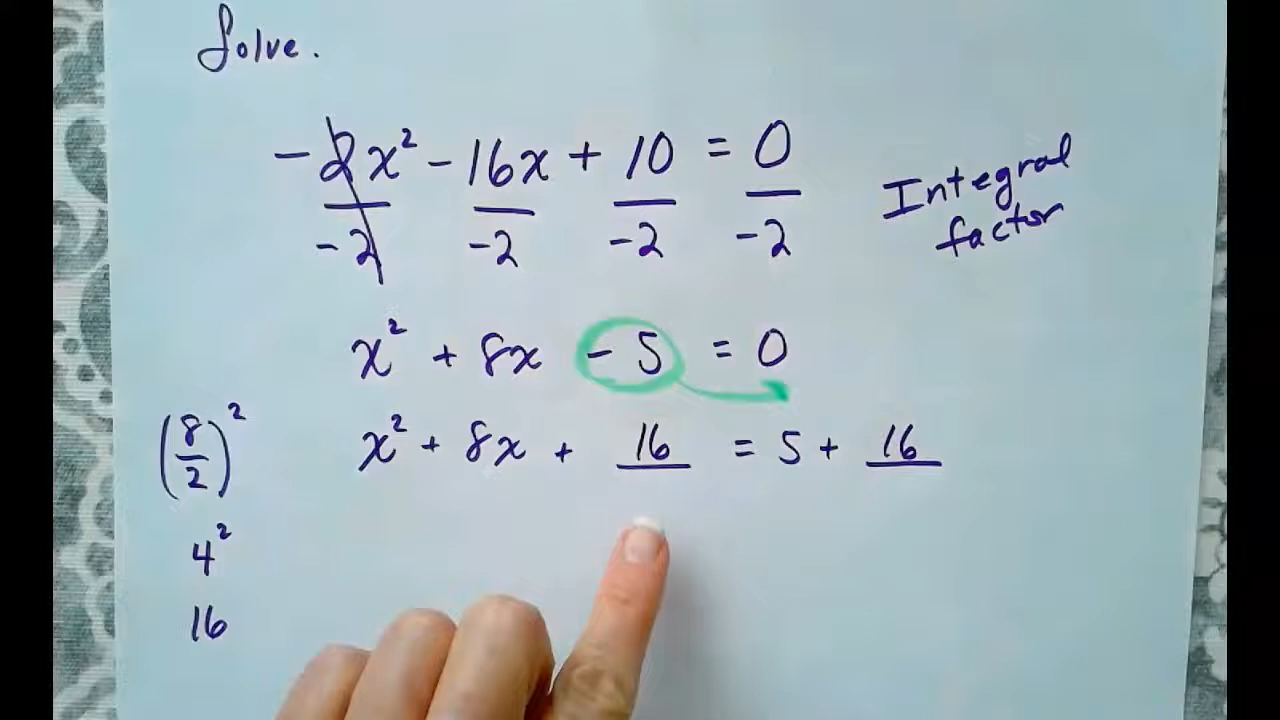 Solve.
-2x² - 16x + 10 = 0
-2 -2 -2 -2
Integral
factor
x² + 8x - 5 = 0
(8/2)² x² + 8x + 16 = 5 + 16
4²
16